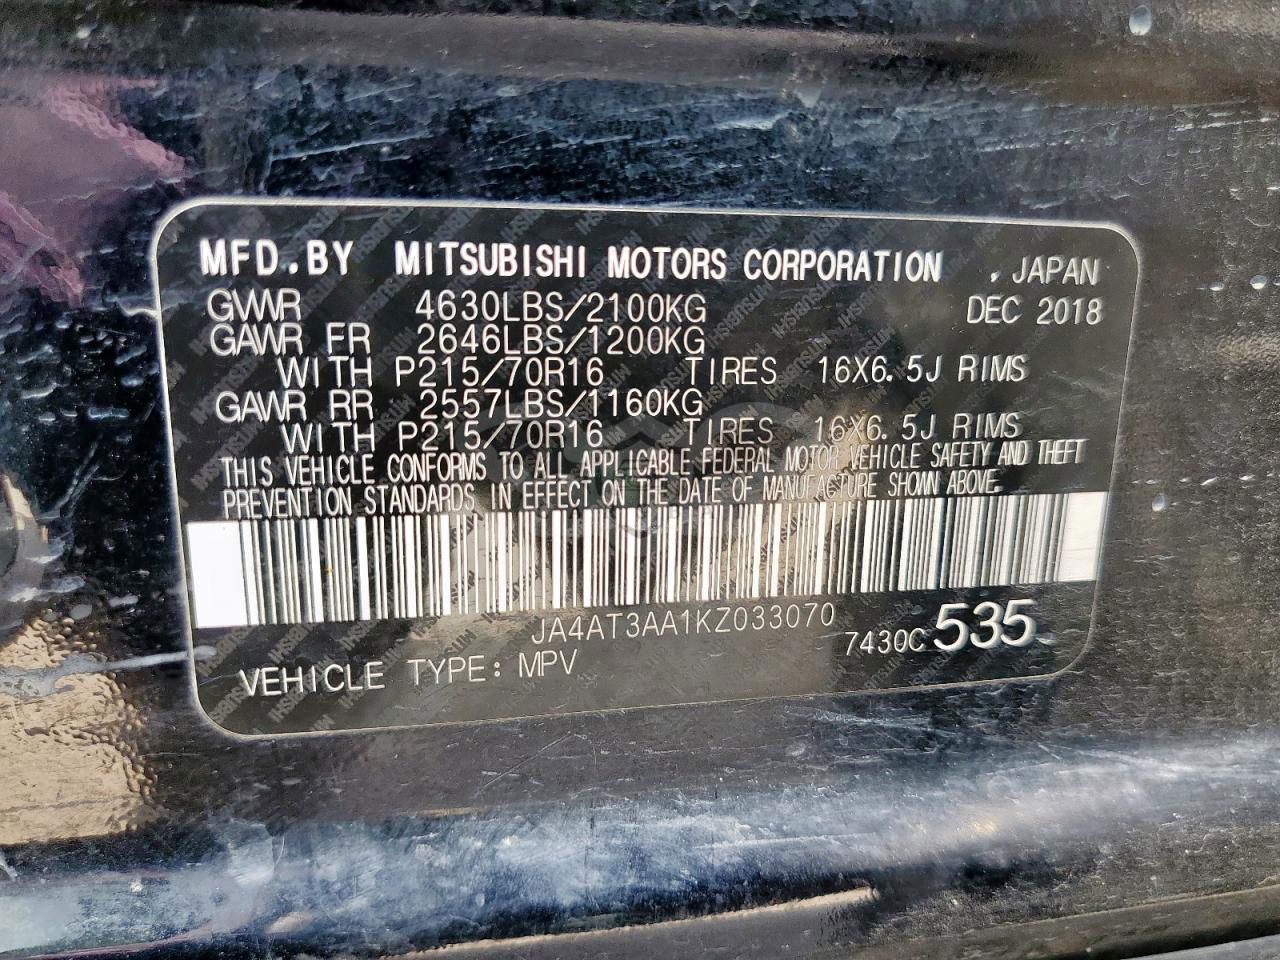 MFD.BY MITSUBISHI MOTORS CORPORATION , JAPAN
GVWR 4630LBS/2100KG DEC 2018
GAWR FR 2646LBS/1200KG
WITH P215/70R16 TIRES 16X6.5J RIMS
GAWR RR 2557LBS/1160KG
WITH P215/70R16 TIRES 16X6.5J RIMS
THIS VEHICLE CONFORMS TO ALL APPLICABLE FEDERAL MOTOR VEHICLE SAFETY AND THEFT
PREVENTION STANDARDS IN EFFECT ON THE DATE OF MANUFACTURE SHOWN ABOVE.
JA4AT3AA1KZ033070
7430C 535
VEHICLE TYPE: MPV